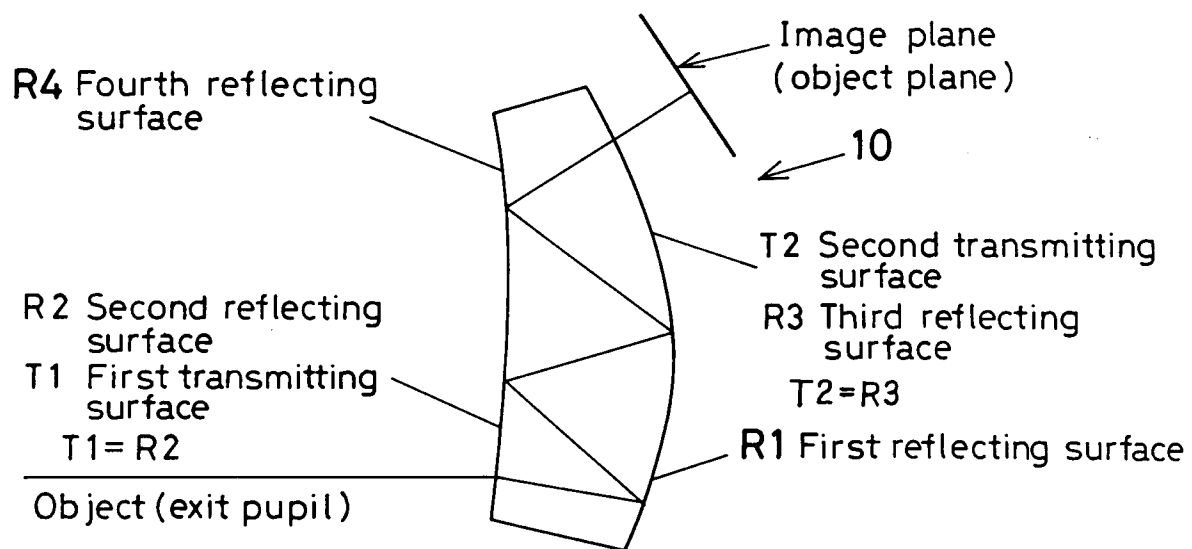 R4 Fourth reflecting
surface
R2 Second reflecting
surface
T1 First transmitting
surface
T1 = R2
Object (exit pupil)
Image plane
(object plane)
10
T2 Second transmitting
surface
R3 Third reflecting
surface
T2=R3
R1 First reflecting surface